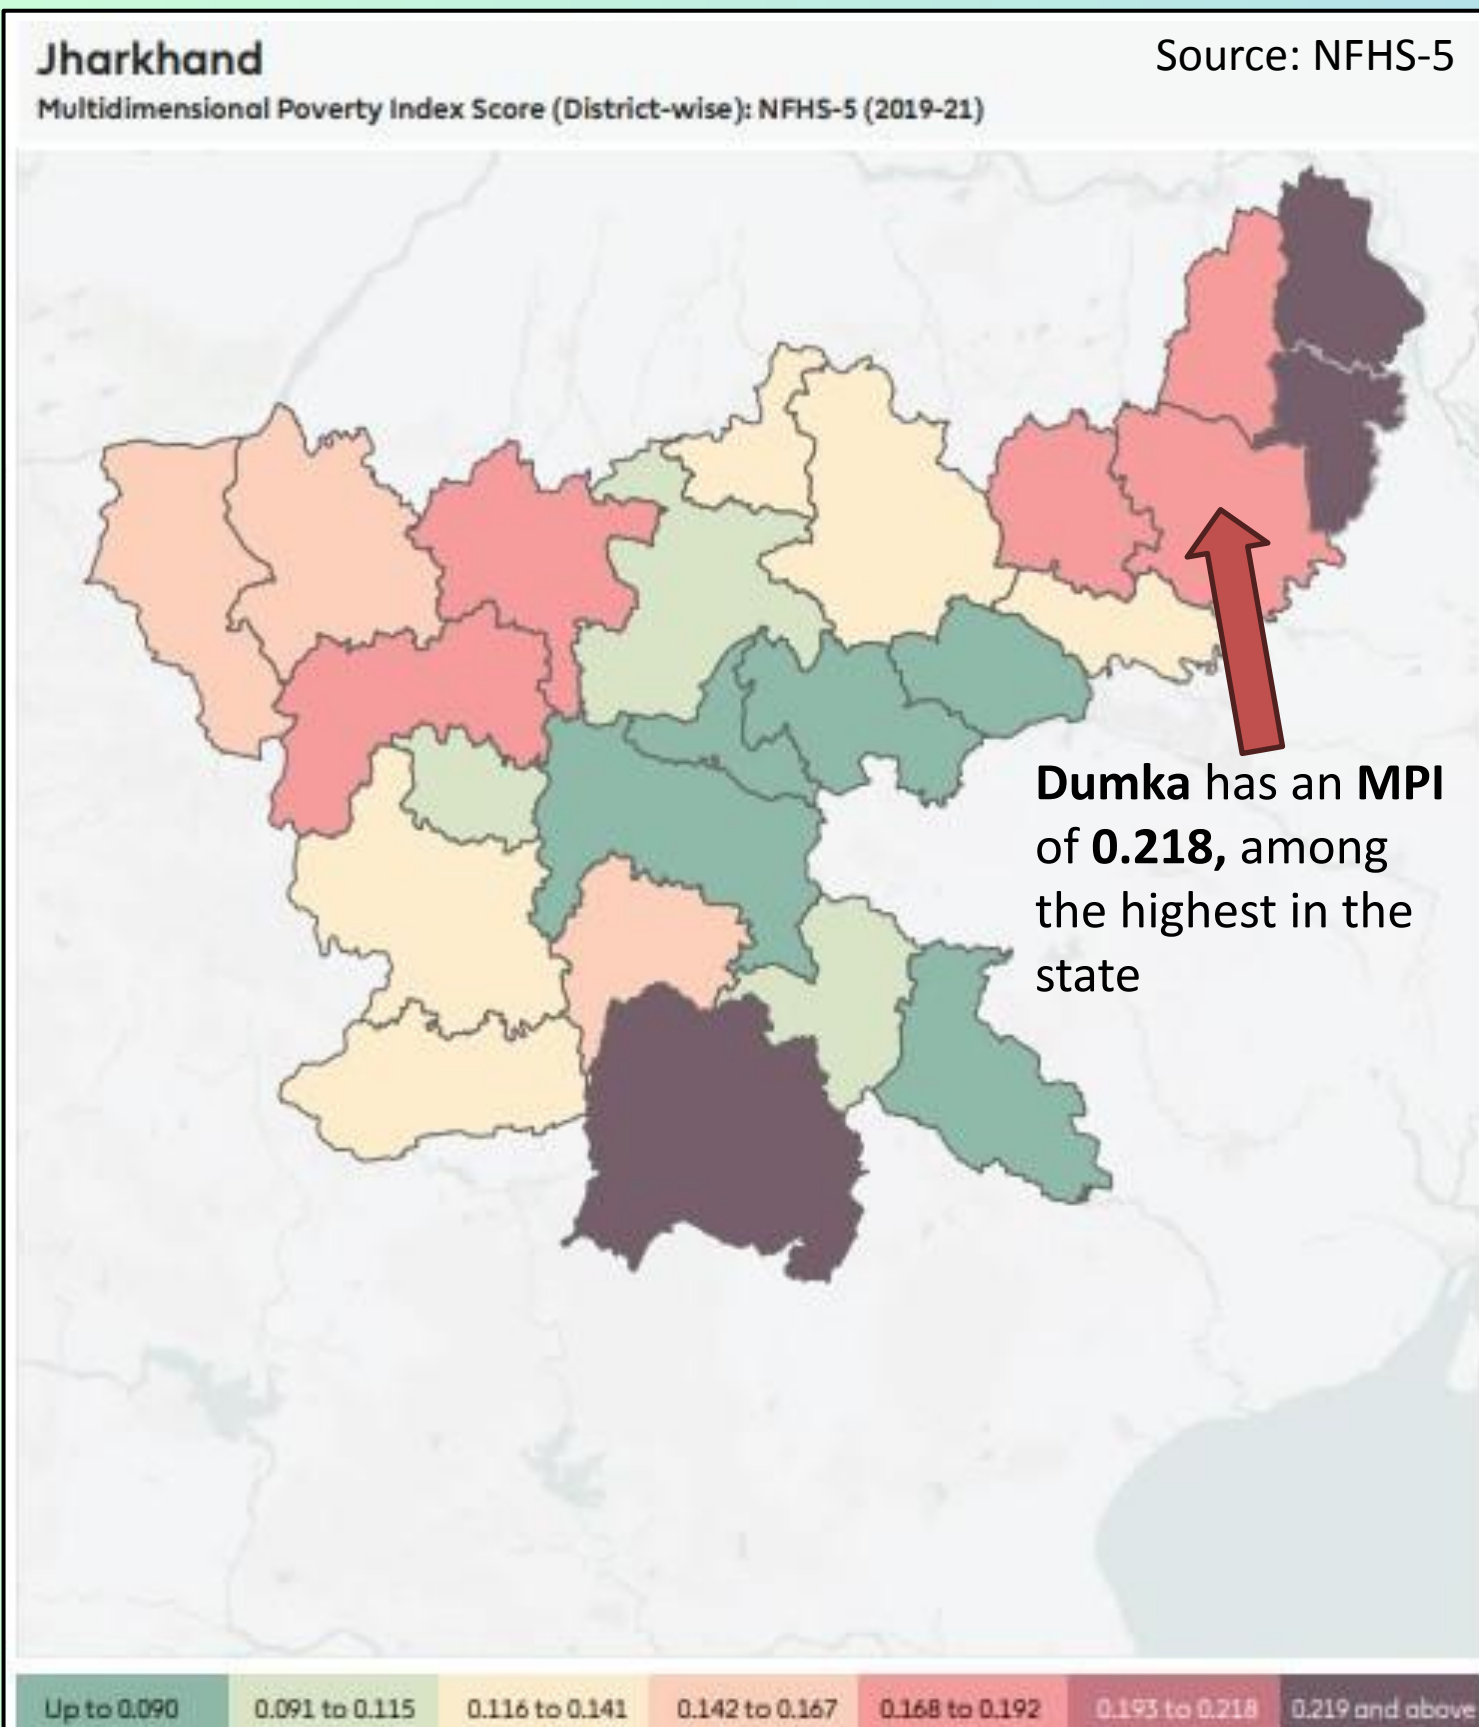 Jharkhand
Source: NFHS-5
Multidimensional Poverty Index Score (District-wise): NFHS-5 (2019-21)
Dumka has an MPI
of 0.218, among
the highest in the
state
Up to 0.090
0.091 to 0.115
0.116 to 0.141
0.142 to 0.167
0.168 to 0.192
0.193 to 0.218
0.219 and above